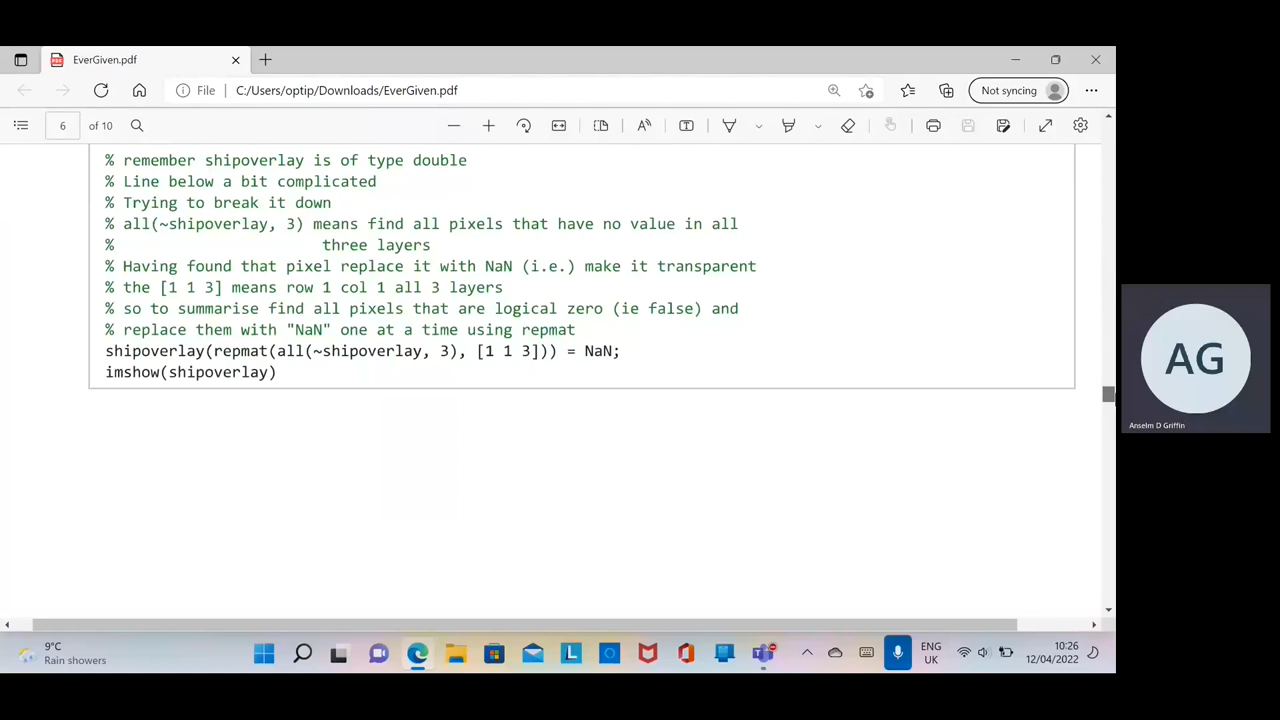 EverGiven.pdf
File C:/Users/optip/Downloads/EverGiven.pdf
Not syncing
6 of 10
% remember shipoverlay is of type double
% Line below a bit complicated
% Trying to break it down
% all(~shipoverlay, 3) means find all pixels that have no value in all
% three layers
% Having found that pixel replace it with NaN (i.e.) make it transparent
% the [1 1 3] means row 1 col 1 all 3 layers
% so to summarise find all pixels that are logical zero (ie false) and
% replace them with "NaN" one at a time using repmat
shipoverlay(repmat(all(~shipoverlay, 3), [1 1 3])) = NaN;
imshow(shipoverlay)
AG
Anselm D Griffin
9°C
Rain showers
ENG
UK
10:26
12/04/2022